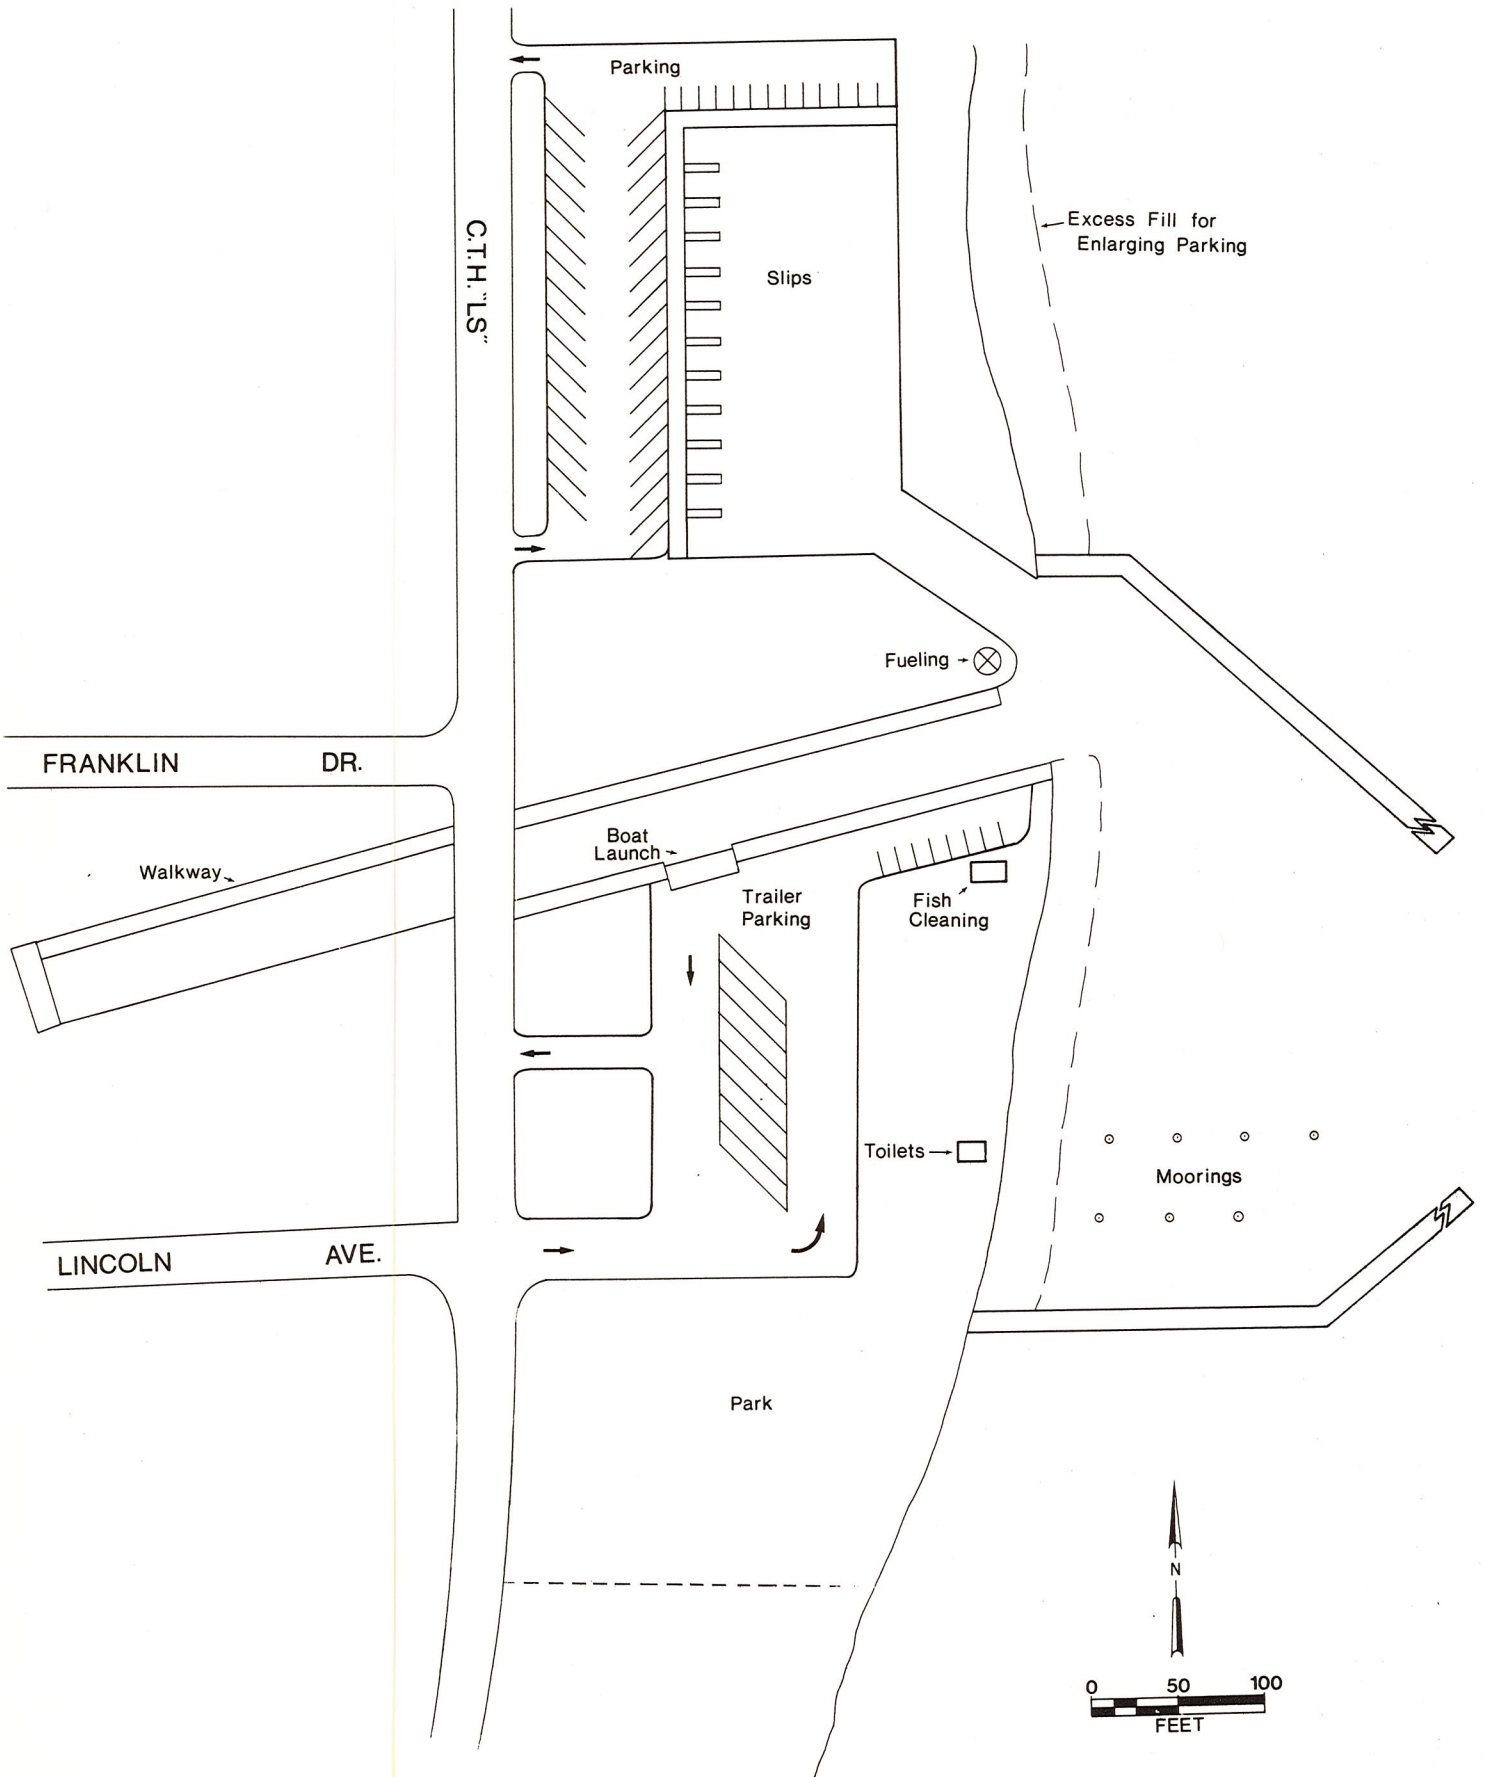 Parking
C.T.H. "LS"
Excess Fill for
Enlarging Parking
Slips
Fueling
FRANKLIN DR.
Boat
Launch
Walkway
Trailer
Parking
Fish
Cleaning
Toilets
Moorings
LINCOLN AVE.
Park
N
0 50 100
FEET